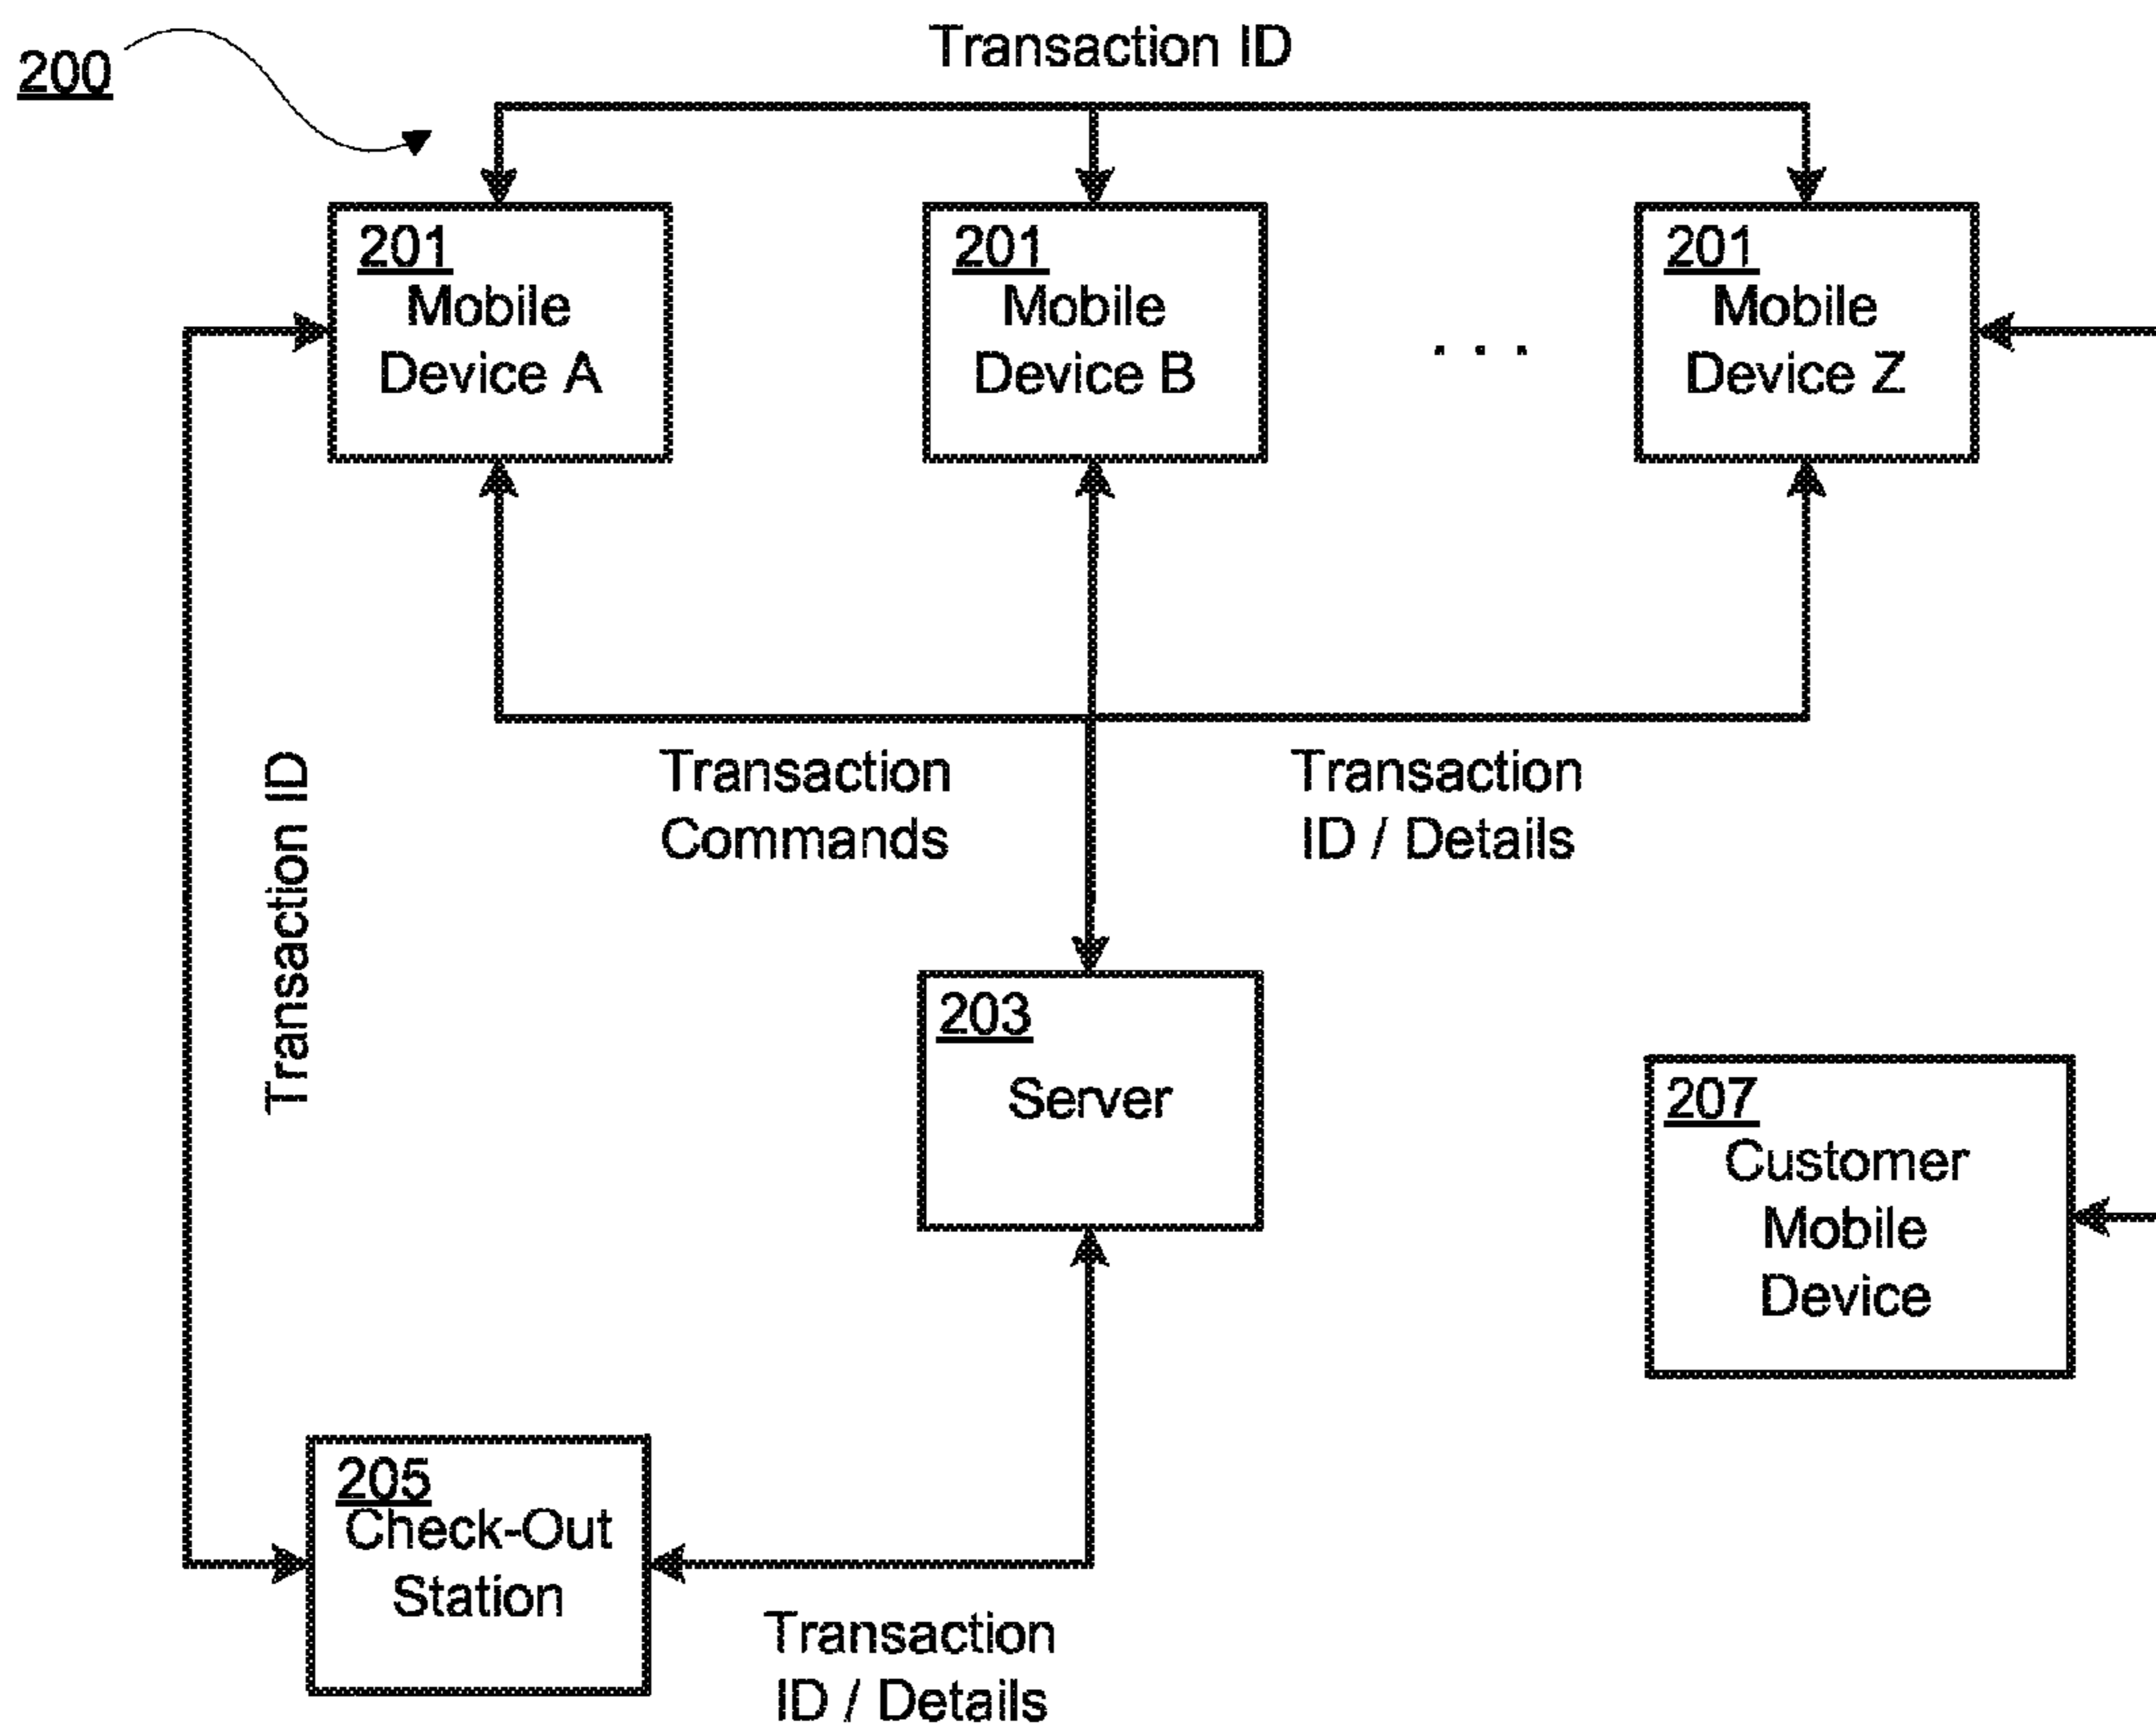 Transaction ID
200
201
Mobile
Device A
201
Mobile
Device B
. . .
201
Mobile
Device Z
Transaction ID
Transaction
Commands
Transaction
ID / Details
203
Server
207
Customer
Mobile
Device
205
Check-Out
Station
Transaction
ID / Details